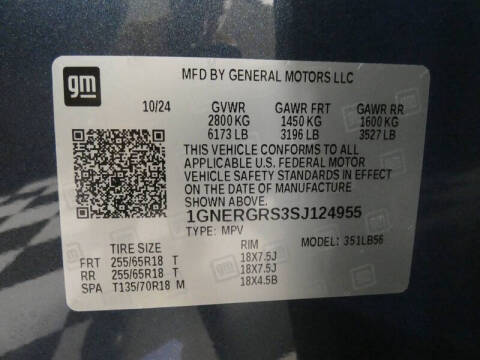 gm
MFD BY GENERAL MOTORS LLC
10/24 GVWR GAWR FRT GAWR RR
2800 KG 1450 KG 1600 KG
6173 LB 3196 LB 3527 LB
THIS VEHICLE CONFORMS TO ALL
APPLICABLE U.S. FEDERAL MOTOR
VEHICLE SAFETY STANDARDS IN EFFECT
ON THE DATE OF MANUFACTURE
SHOWN ABOVE.
1GNERGRS3SJ124955
TYPE: MPV MODEL: 351LB56
TIRE SIZE RIM
FRT 255/65R18 T 18X7.5J
RR 255/65R18 T 18X7.5J
SPA T135/70R18 M 18X4.5B